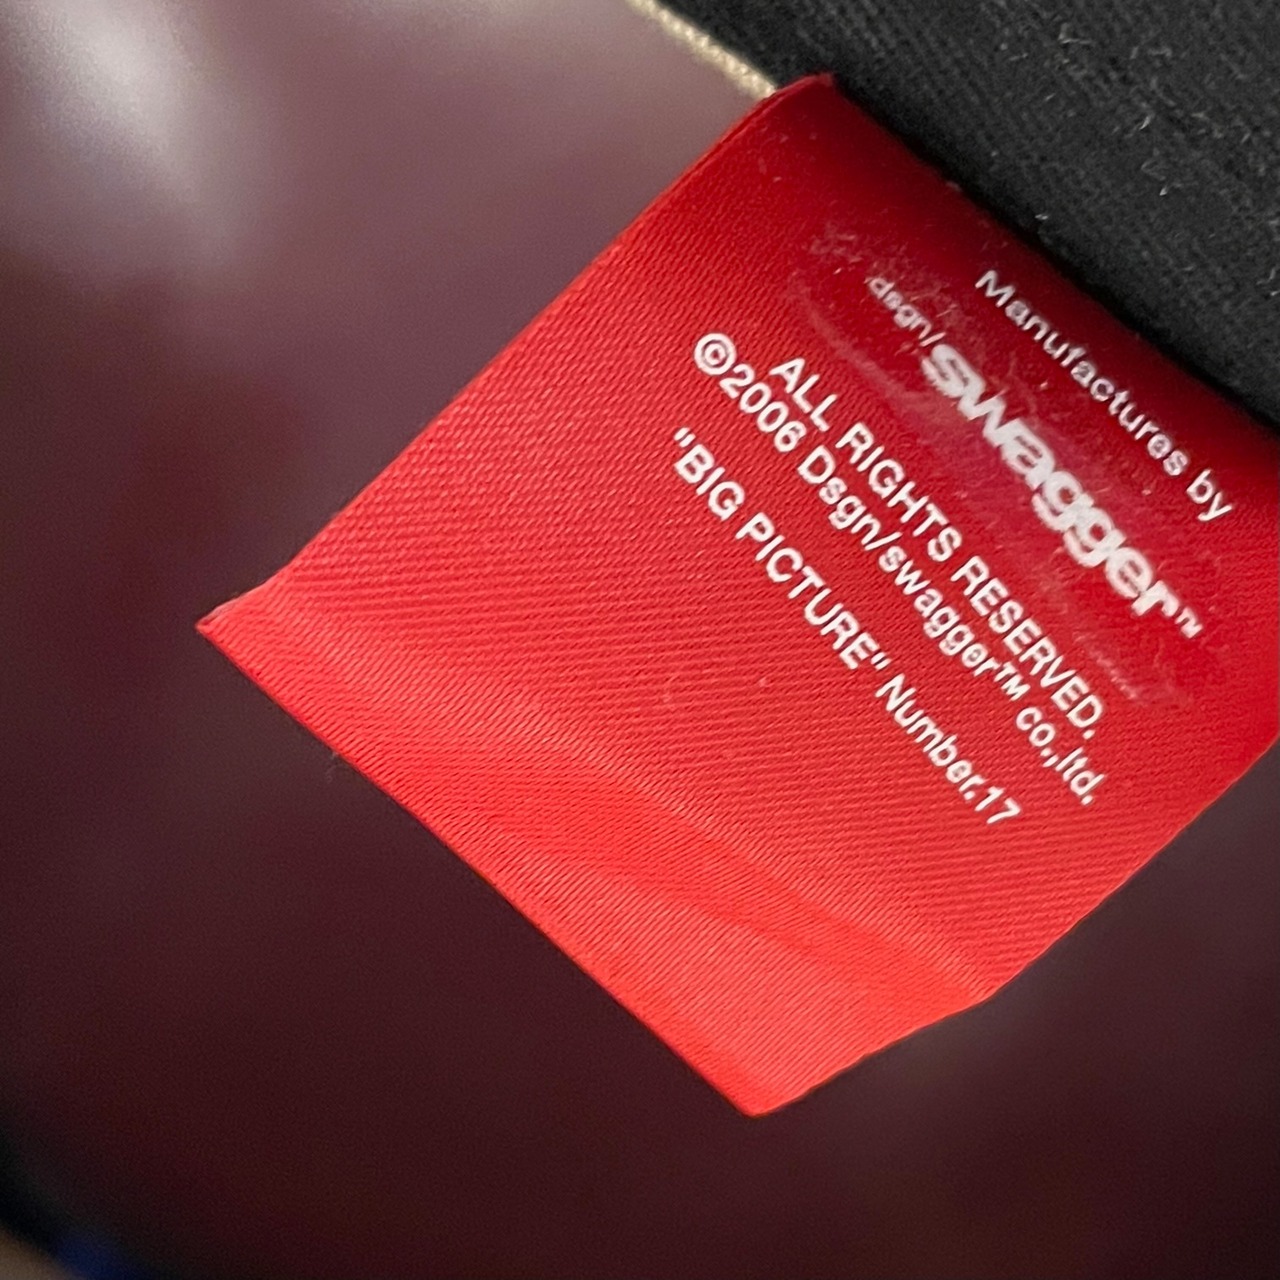 Manufactures by
dsgn/swagger™
ALL RIGHTS RESERVED.
©2006 Dsgn/swagger™ co.,ltd.
"BIG PICTURE" Number.17